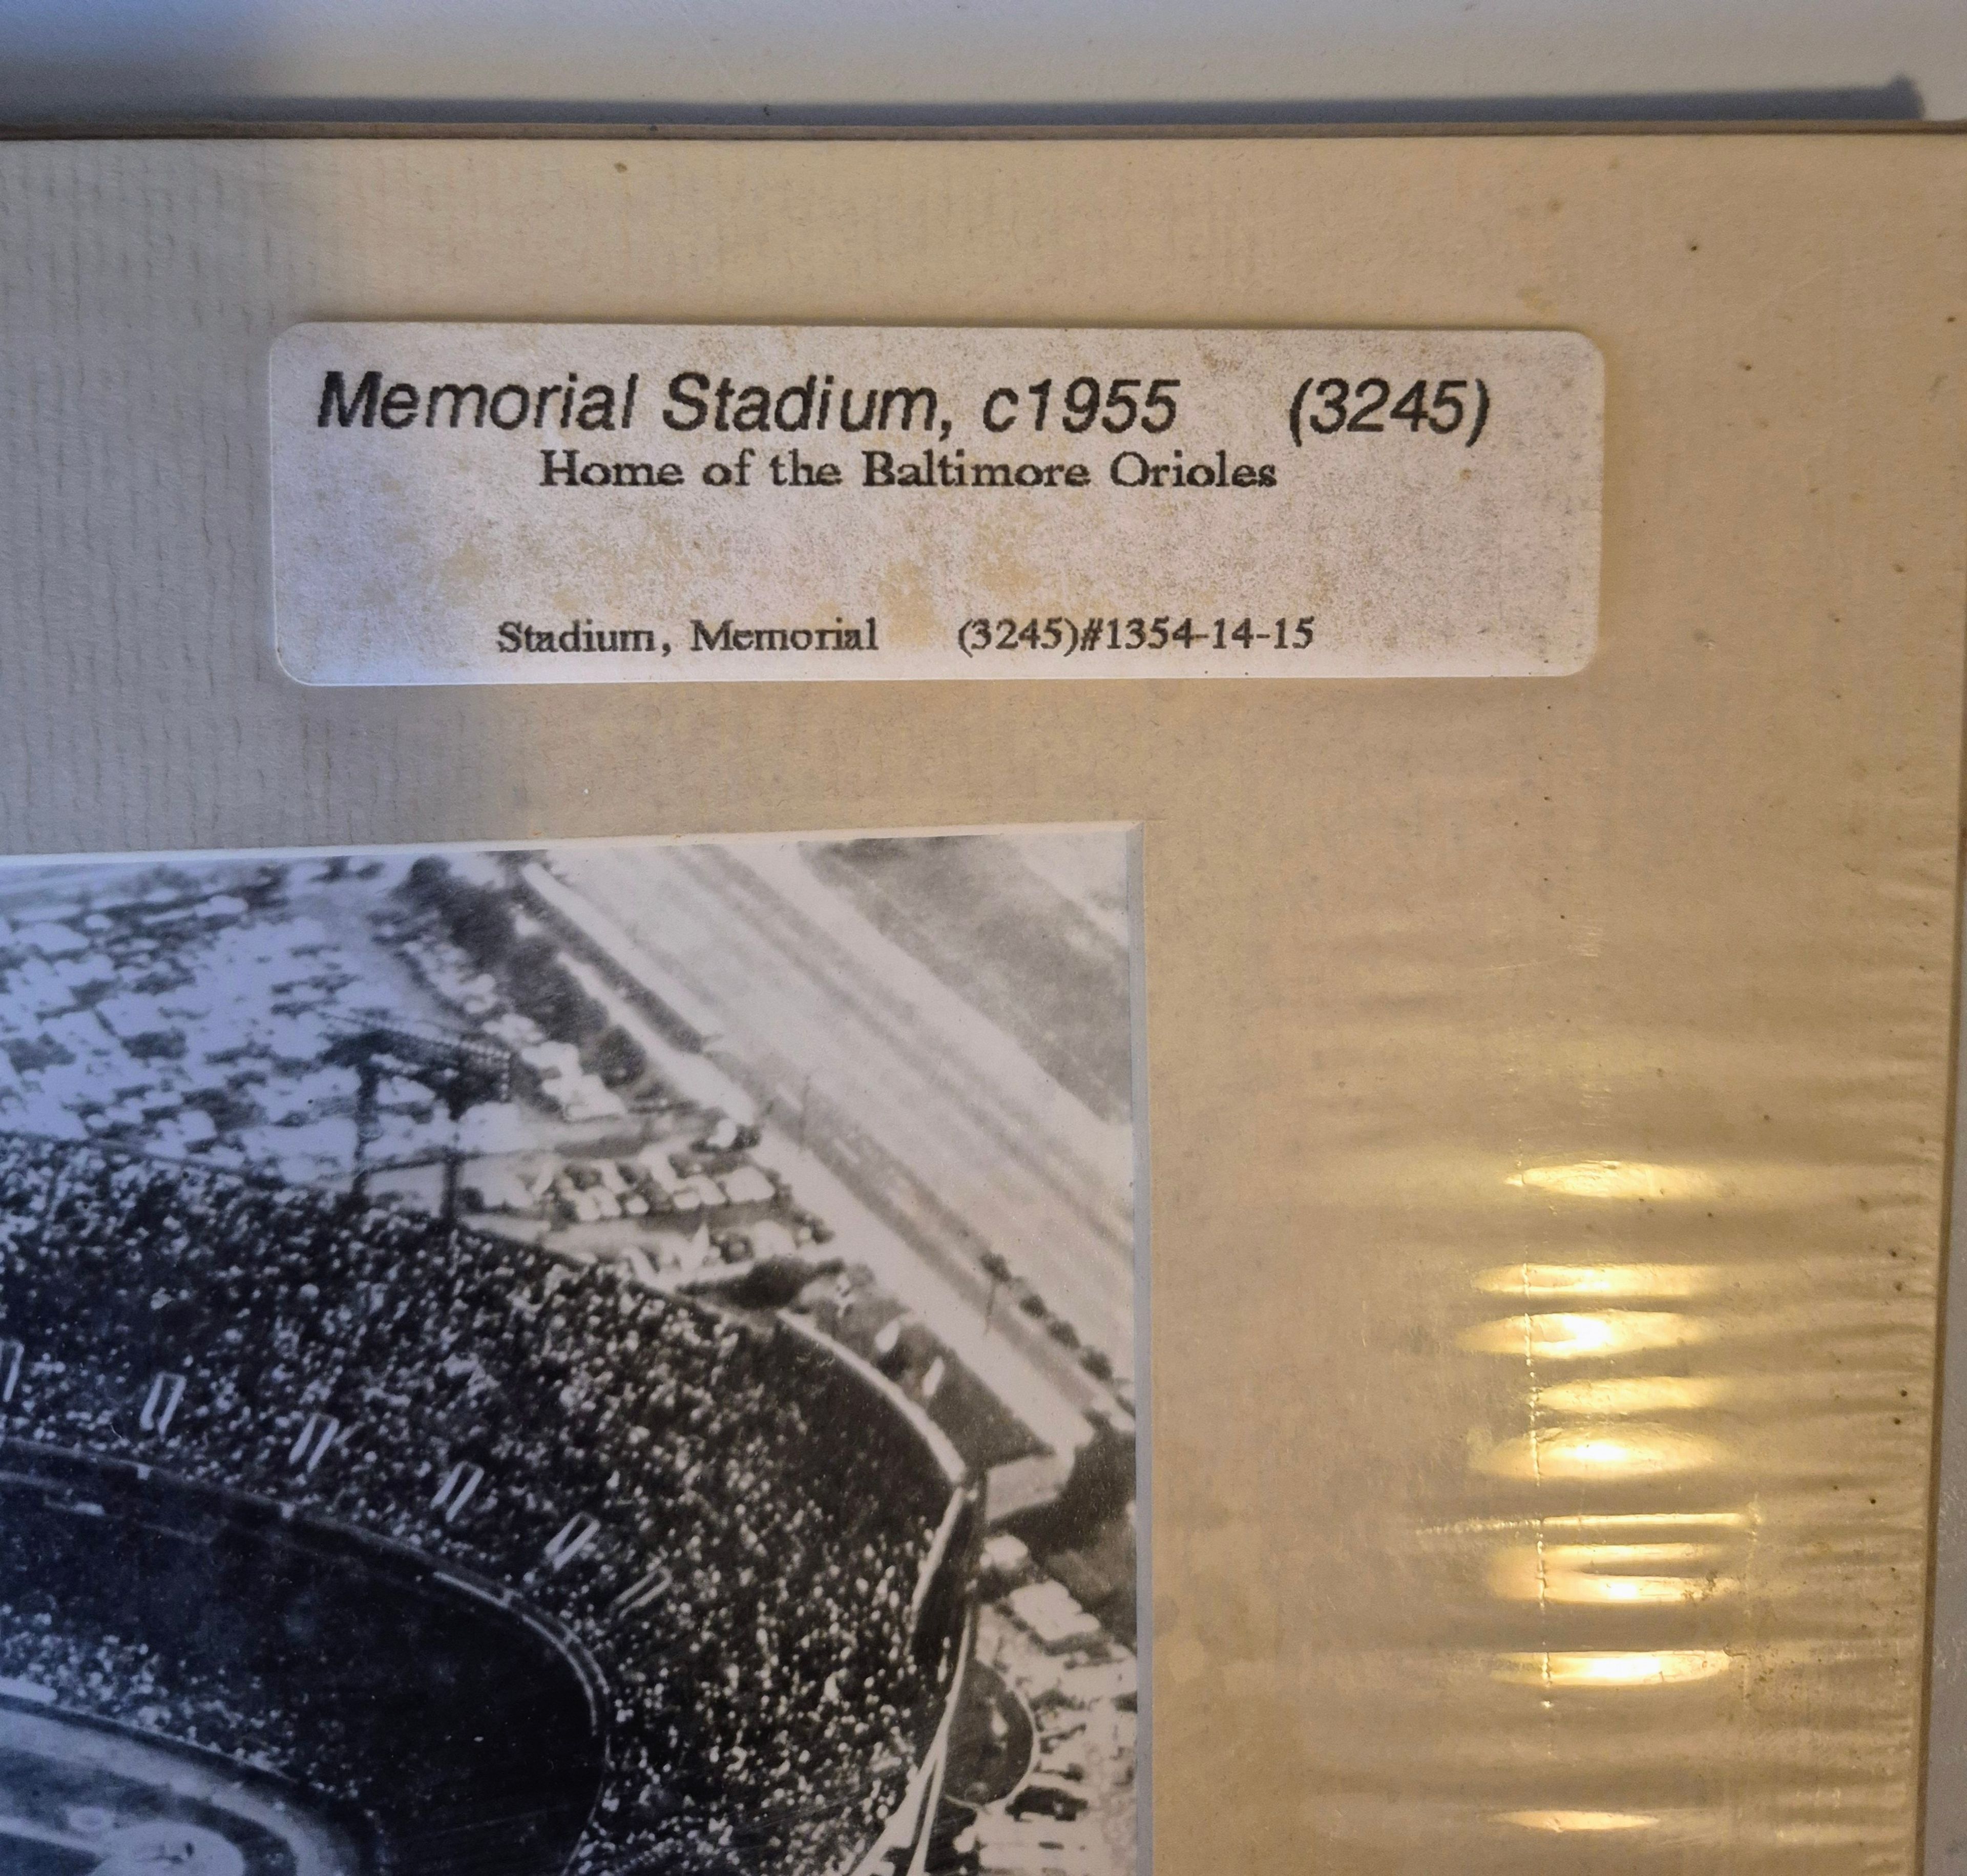 Memorial Stadium, c1955 (3245)
Home of the Baltimore Orioles
Stadium, Memorial (3245)#1354-14-15